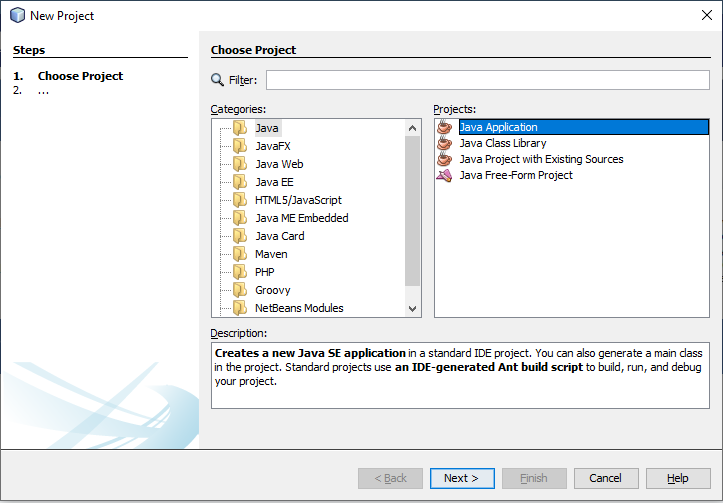 New Project
Steps
1. Choose Project
2. ...
Choose Project
Filter:
Categories:
Java
JavaFX
Java Web
Java EE
HTML5/JavaScript
Java ME Embedded
Java Card
Maven
PHP
Groovy
NetBeans Modules
Projects:
Java Application
Java Class Library
Java Project with Existing Sources
Java Free-Form Project
Description:
Creates a new Java SE application in a standard IDE project. You can also generate a main class
in the project. Standard projects use an IDE-generated Ant build script to build, run, and debug
your project.
< Back
Next >
Finish
Cancel
Help